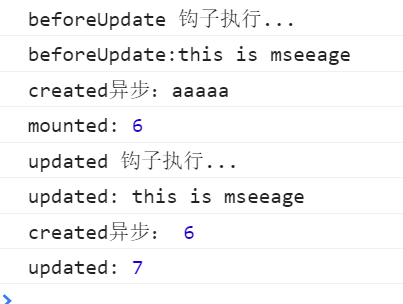 beforeUpdate 钩子执行...
beforeUpdate:this is mseeage
created异步：aaaaa
mounted: 6
updated 钩子执行...
updated: this is mseeage
created异步： 6
updated: 7